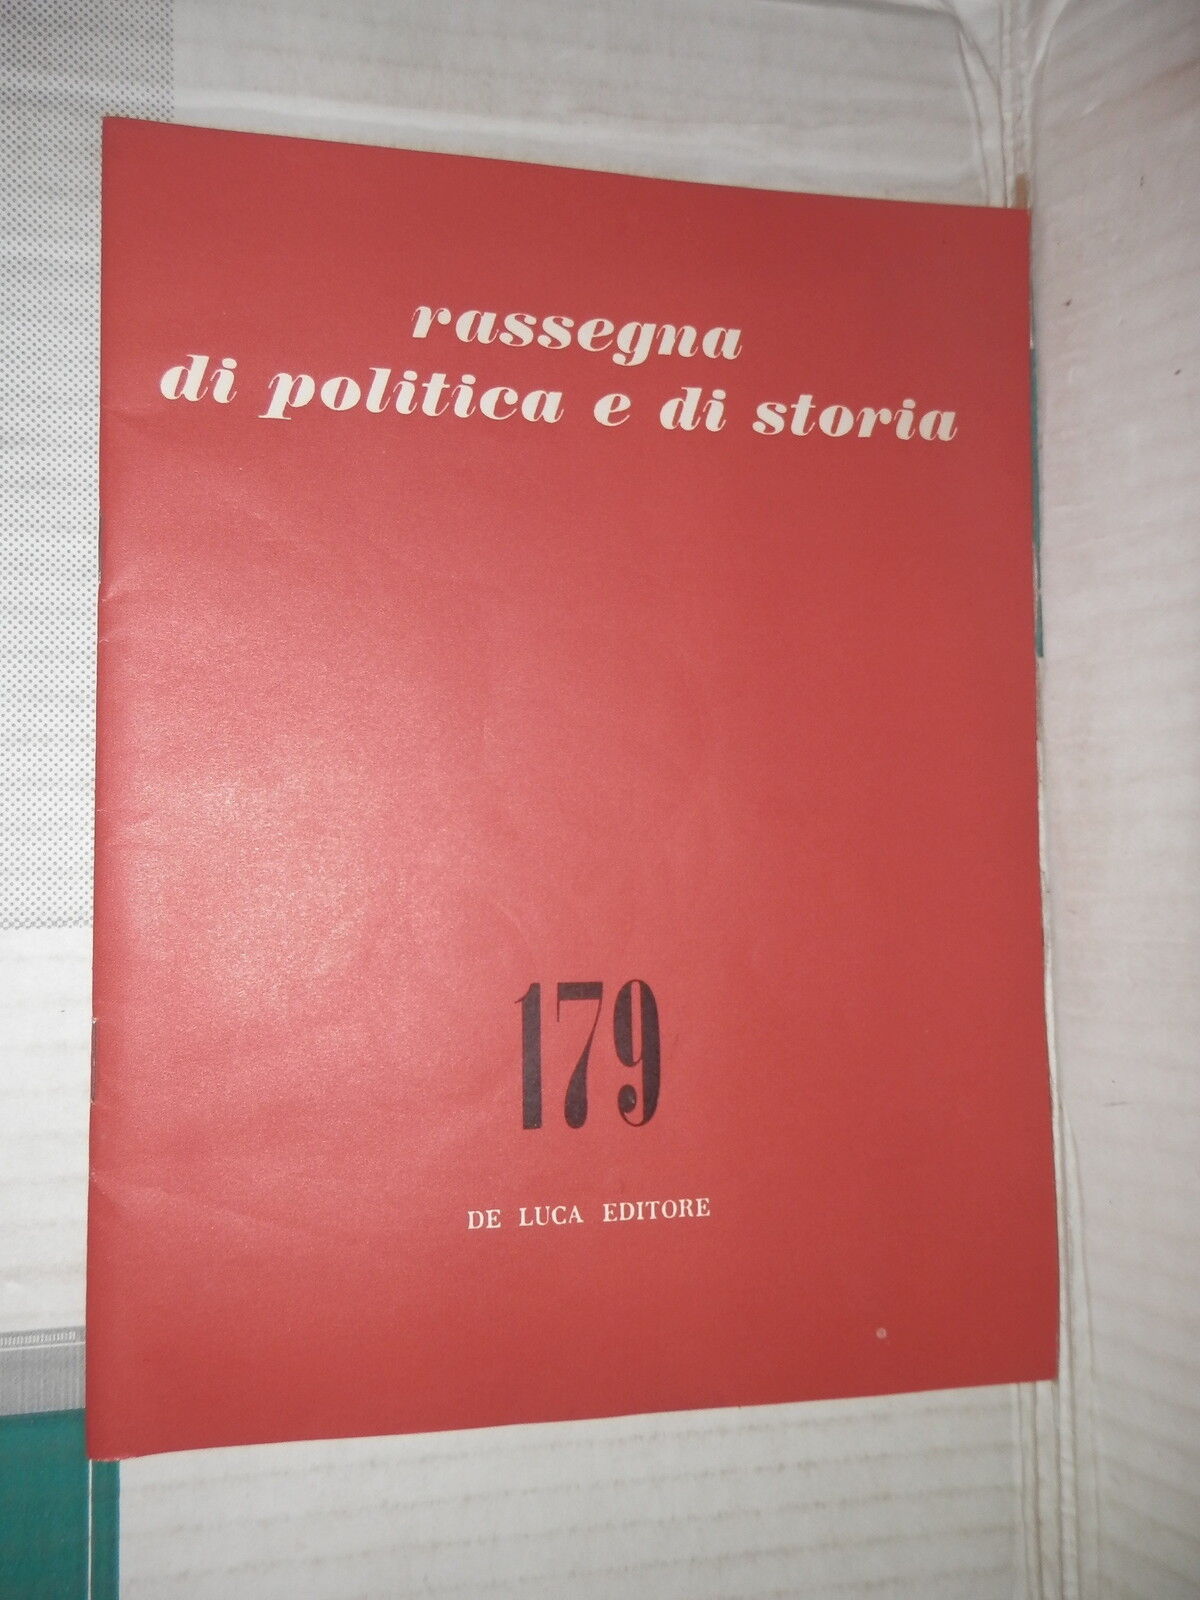 rassegna
di politica e di storia
179
DE LUCA EDITORE